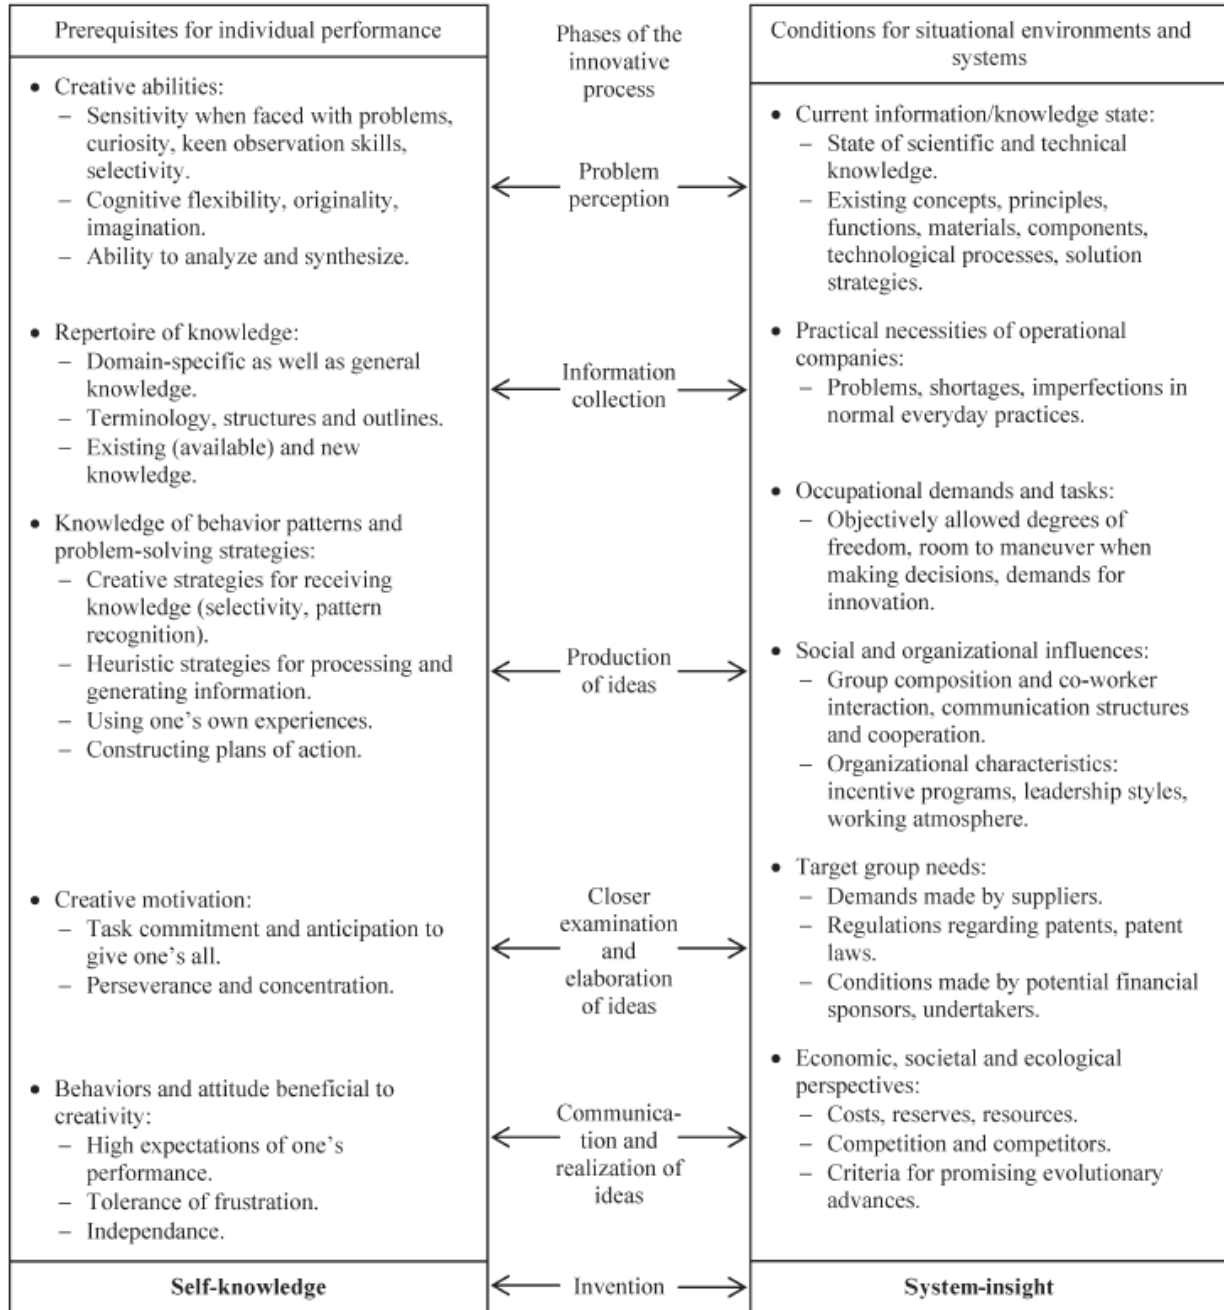 Prerequisites for individual performance
• Creative abilities:
– Sensitivity when faced with problems,
curiosity, keen observation skills,
selectivity.
– Cognitive flexibility, originality,
imagination.
– Ability to analyze and synthesize.
• Repertoire of knowledge:
– Domain-specific as well as general
knowledge.
– Terminology, structures and outlines.
– Existing (available) and new
knowledge.
• Knowledge of behavior patterns and
problem-solving strategies:
– Creative strategies for receiving
knowledge (selectivity, pattern
recognition).
– Heuristic strategies for processing and
generating information.
– Using one's own experiences.
– Constructing plans of action.
• Creative motivation:
– Task commitment and anticipation to
give one's all.
– Perseverance and concentration.
• Behaviors and attitude beneficial to
creativity:
– High expectations of one's
performance.
– Tolerance of frustration.
– Independance.
Self-knowledge
Phases of the
innovative
process
Problem
perception
Information
collection
Production
of ideas
Closer
examination
and
elaboration
of ideas
Communica-
tion and
realization of
ideas
Invention
Conditions for situational environments and
systems
• Current information/knowledge state:
– State of scientific and technical
knowledge.
– Existing concepts, principles,
functions, materials, components,
technological processes, solution
strategies.
• Practical necessities of operational
companies:
– Problems, shortages, imperfections in
normal everyday practices.
• Occupational demands and tasks:
– Objectively allowed degrees of
freedom, room to maneuver when
making decisions, demands for
innovation.
• Social and organizational influences:
– Group composition and co-worker
interaction, communication structures
and cooperation.
– Organizational characteristics:
incentive programs, leadership styles,
working atmosphere.
• Target group needs:
– Demands made by suppliers.
– Regulations regarding patents, patent
laws.
– Conditions made by potential financial
sponsors, undertakers.
• Economic, societal and ecological
perspectives:
– Costs, reserves, resources.
– Competition and competitors.
– Criteria for promising evolutionary
advances.
System-insight